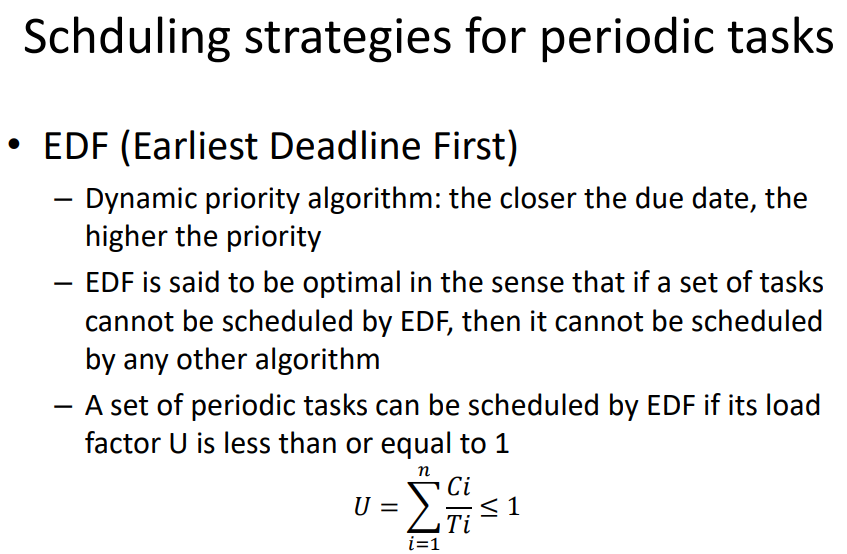 Schduling strategies for periodic tasks
• EDF (Earliest Deadline First)
– Dynamic priority algorithm: the closer the due date, the
higher the priority
– EDF is said to be optimal in the sense that if a set of tasks
cannot be scheduled by EDF, then it cannot be scheduled
by any other algorithm
– A set of periodic tasks can be scheduled by EDF if its load
factor U is less than or equal to 1
n
U = ∑ Ci/Ti ≤ 1
i=1